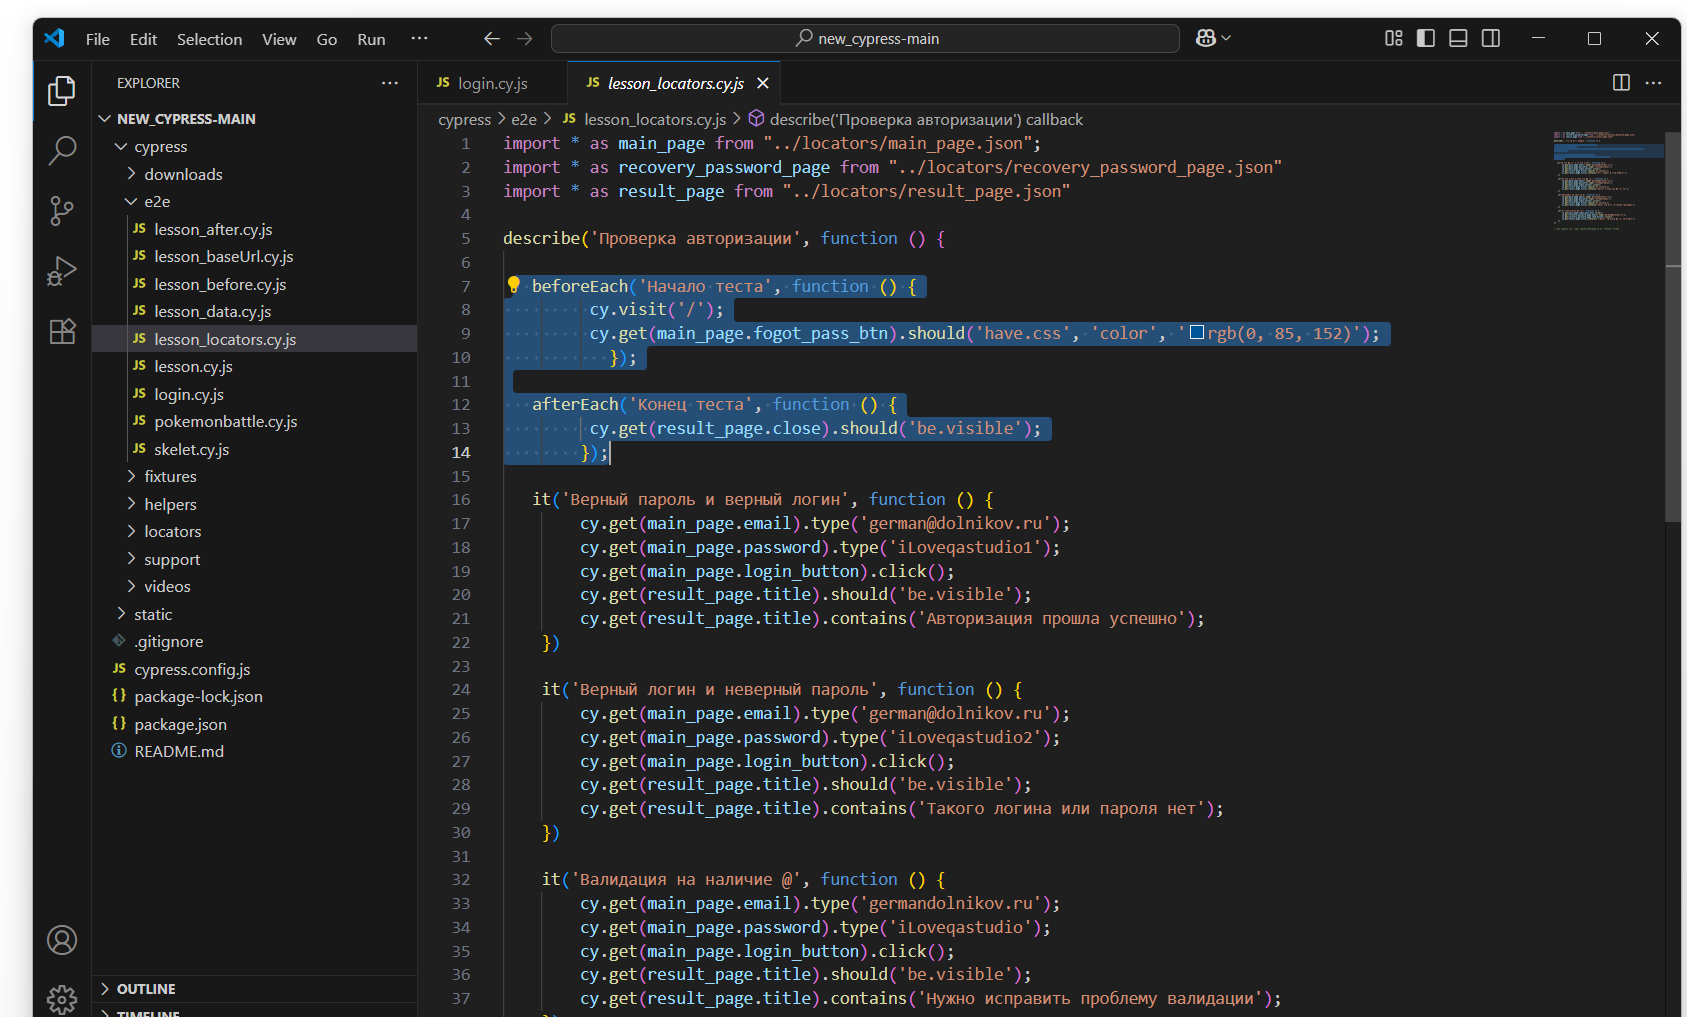 File Edit Selection View Go Run ··· new_cypress-main
EXPLORER ···
NEW_CYPRESS-MAIN
cypress
downloads
e2e
JS lesson_after.cy.js
JS lesson_baseUrl.cy.js
JS lesson_before.cy.js
JS lesson_data.cy.js
JS lesson_locators.cy.js
JS lesson.cy.js
JS login.cy.js
JS pokemonbattle.cy.js
JS skelet.cy.js
fixtures
helpers
locators
support
videos
static
.gitignore
JS cypress.config.js
{} package-lock.json
{} package.json
README.md
OUTLINE
TIMELINE
JS login.cy.js JS lesson_locators.cy.js
cypress > e2e > JS lesson_locators.cy.js > describe('Проверка авторизации') callback
1 import * as main_page from "../locators/main_page.json";
2 import * as recovery_password_page from "../locators/recovery_password_page.json"
3 import * as result_page from "../locators/result_page.json"
4
5 describe('Проверка авторизации', function () {
6
7 beforeEach('Начало теста', function () {
8 cy.visit('/');
9 cy.get(main_page.fogot_pass_btn).should('have.css', 'color', 'rgb(0, 85, 152)');
10 });
11
12 afterEach('Конец теста', function () {
13 cy.get(result_page.close).should('be.visible');
14 });
15
16 it('Верный пароль и верный логин', function () {
17 cy.get(main_page.email).type('german@dolnikov.ru');
18 cy.get(main_page.password).type('iLoveqastudio1');
19 cy.get(main_page.login_button).click();
20 cy.get(result_page.title).should('be.visible');
21 cy.get(result_page.title).contains('Авторизация прошла успешно');
22 })
23
24 it('Верный логин и неверный пароль', function () {
25 cy.get(main_page.email).type('german@dolnikov.ru');
26 cy.get(main_page.password).type('iLoveqastudio2');
27 cy.get(main_page.login_button).click();
28 cy.get(result_page.title).should('be.visible');
29 cy.get(result_page.title).contains('Такого логина или пароля нет');
30 })
31
32 it('Валидация на наличие @', function () {
33 cy.get(main_page.email).type('germandolnikov.ru');
34 cy.get(main_page.password).type('iLoveqastudio');
35 cy.get(main_page.login_button).click();
36 cy.get(result_page.title).should('be.visible');
37 cy.get(result_page.title).contains('Нужно исправить проблему валидации');